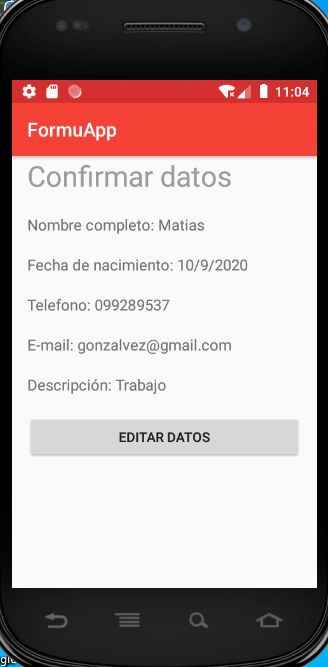 11:04
FormuApp
Confirmar datos
Nombre completo: Matias
Fecha de nacimiento: 10/9/2020
Telefono: 099289537
E-mail: gonzalvez@gmail.com
Descripción: Trabajo
EDITAR DATOS